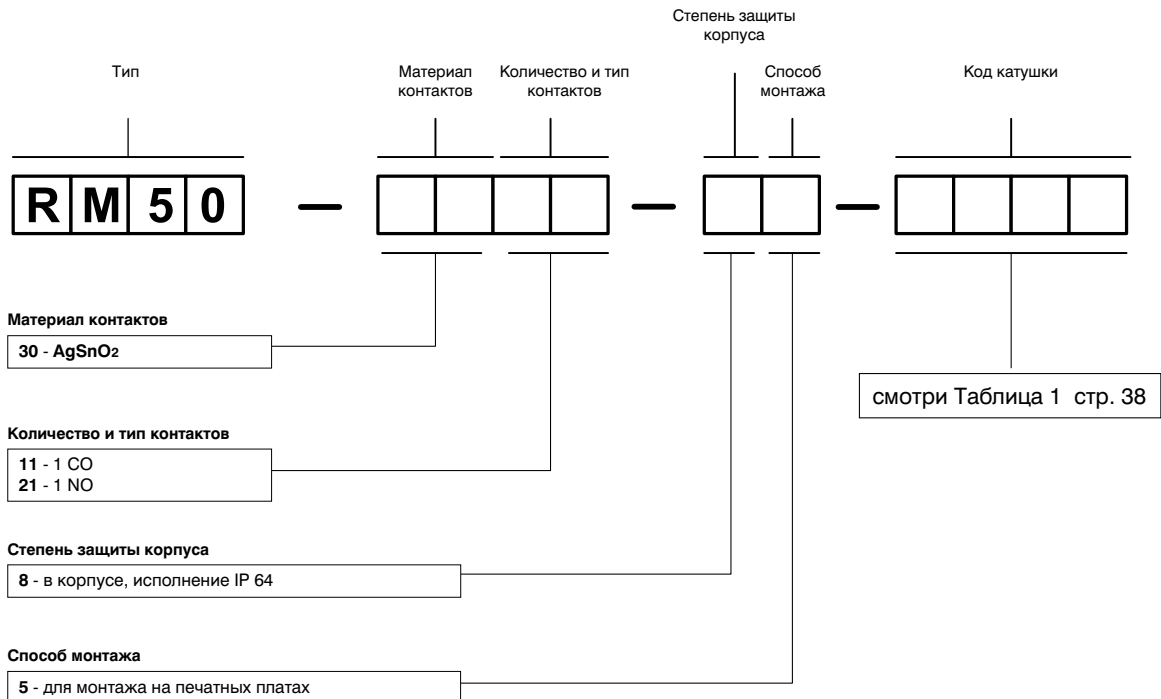 Степень защиты
корпуса
Тип
Материал
контактов
Количество и тип
контактов
Способ
монтажа
Код катушки
RM50 — —  —
Материал контактов
30 - AgSnO2
смотри Таблица 1 стр. 38
Количество и тип контактов
11 - 1 CO
21 - 1 NO
Степень защиты корпуса
8 - в корпусе, исполнение IP 64
Способ монтажа
5 - для монтажа на печатных платах